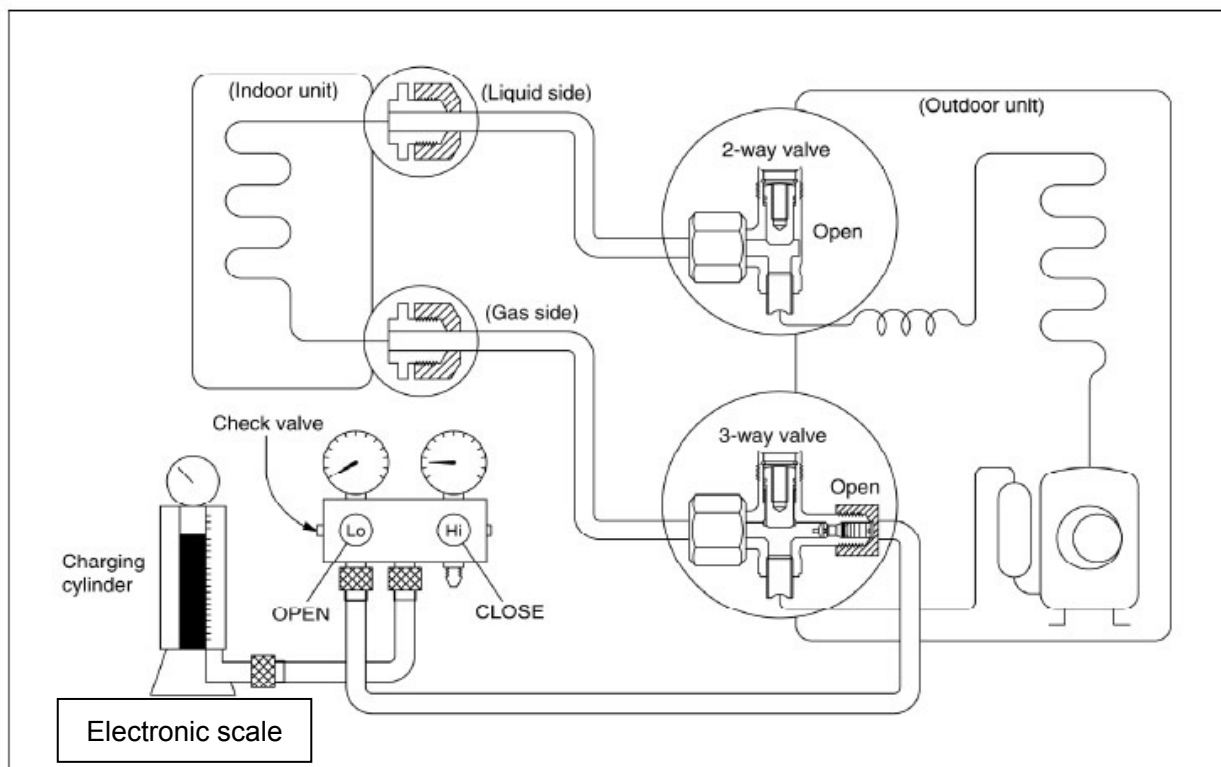 (Indoor unit)
(Liquid side)
(Outdoor unit)
2-way valve
Open
(Gas side)
3-way valve
Open
Check valve
Lo
Hi
Charging
cylinder
OPEN
CLOSE
Electronic scale